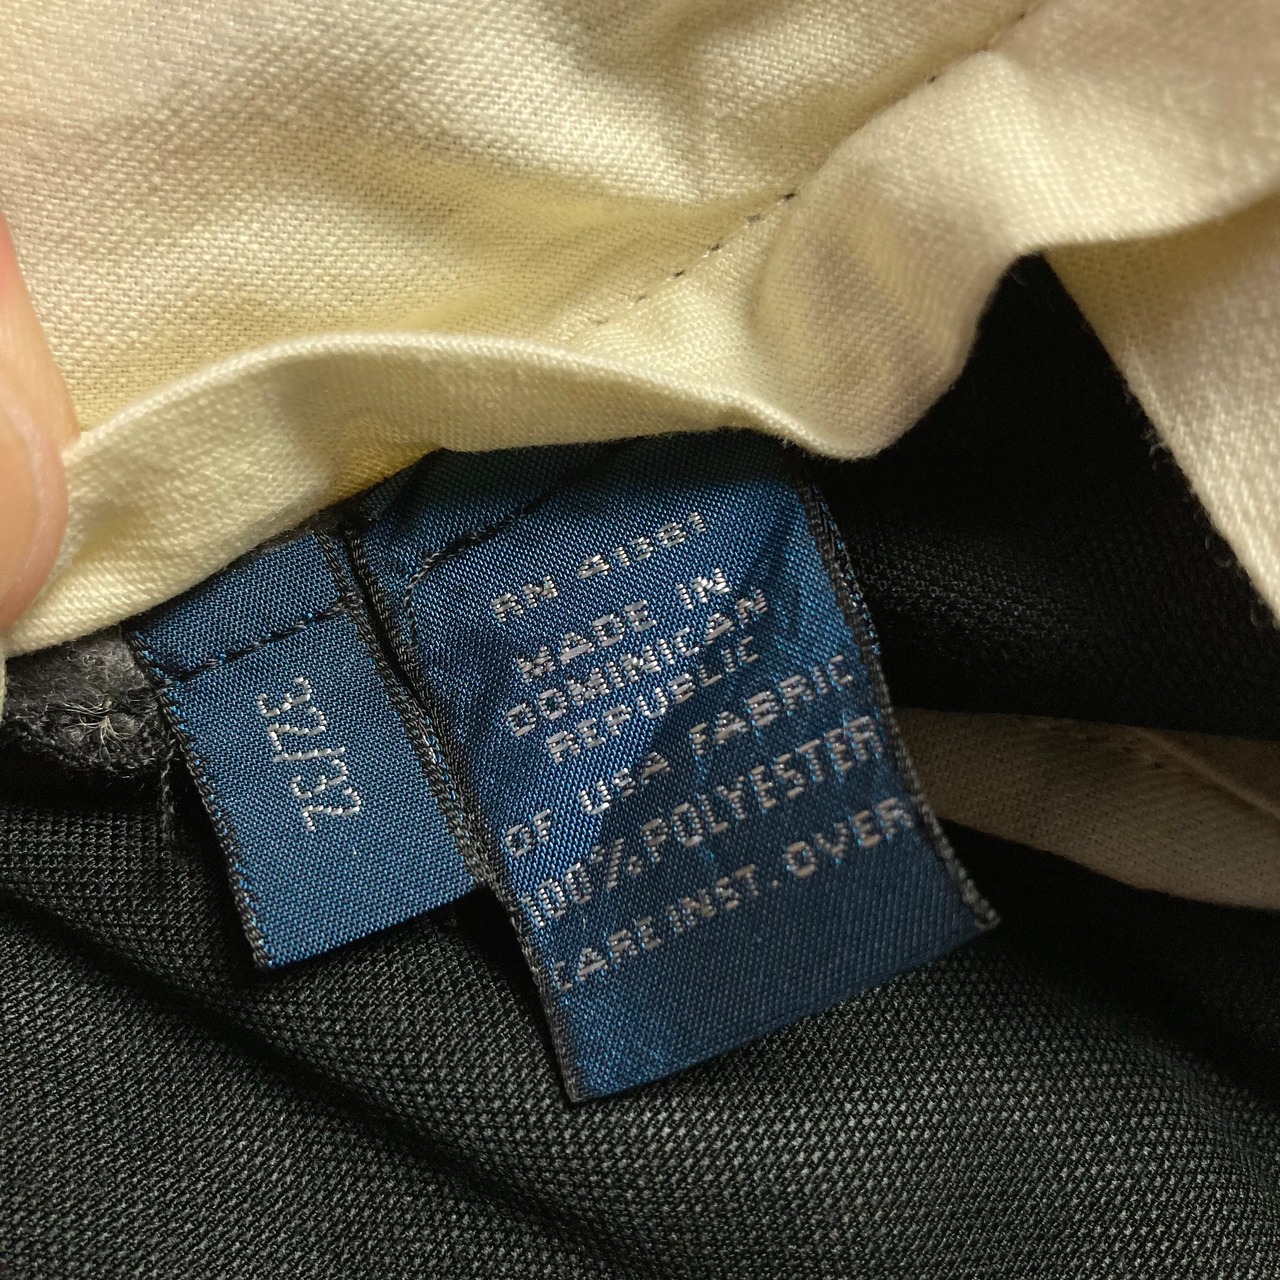 32/32
RN 41381
MADE IN
DOMINICAN
REPUBLIC
OF USA FABRIC
100%POLYESTER
CARE INST.OVER